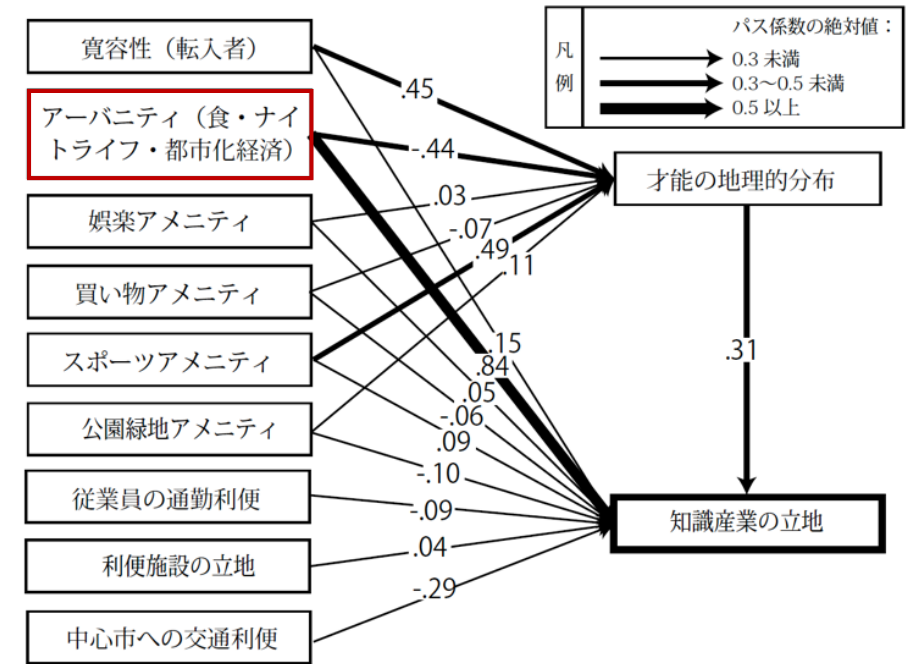 寛容性（転入者）
アーバニティ（食・ナイ
トライフ・都市化経済）
娯楽アメニティ
買い物アメニティ
スポーツアメニティ
公園緑地アメニティ
従業員の通勤利便
利便施設の立地
中心市への交通利便
.45
-.44
.03
-.07
.49
.11
.15
.84
.05
-.06
.09
-.10
-.09
.04
-.29
凡
例
パス係数の絶対値：
0.3 未満
0.3〜0.5 未満
0.5 以上
才能の地理的分布
.31
知識産業の立地